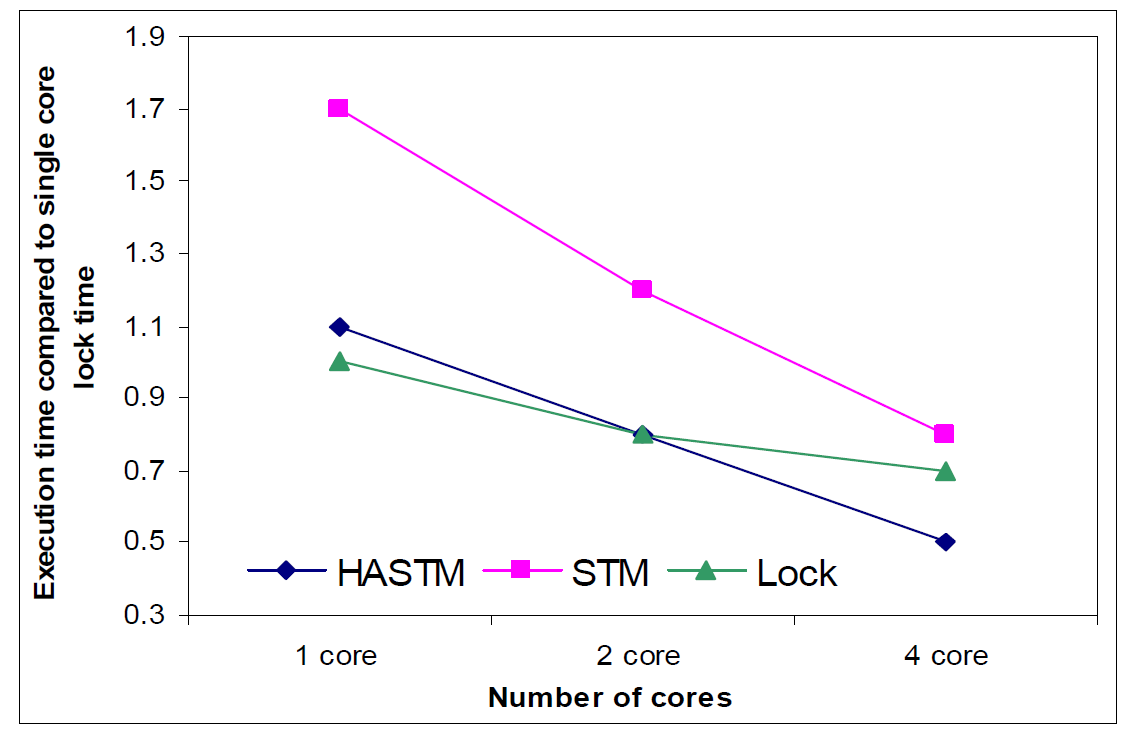 Execution time compared to single core
lock time
1.9
1.7
1.5
1.3
1.1
0.9
0.7
0.5
0.3
HASTM STM Lock
1 core 2 core 4 core
Number of cores